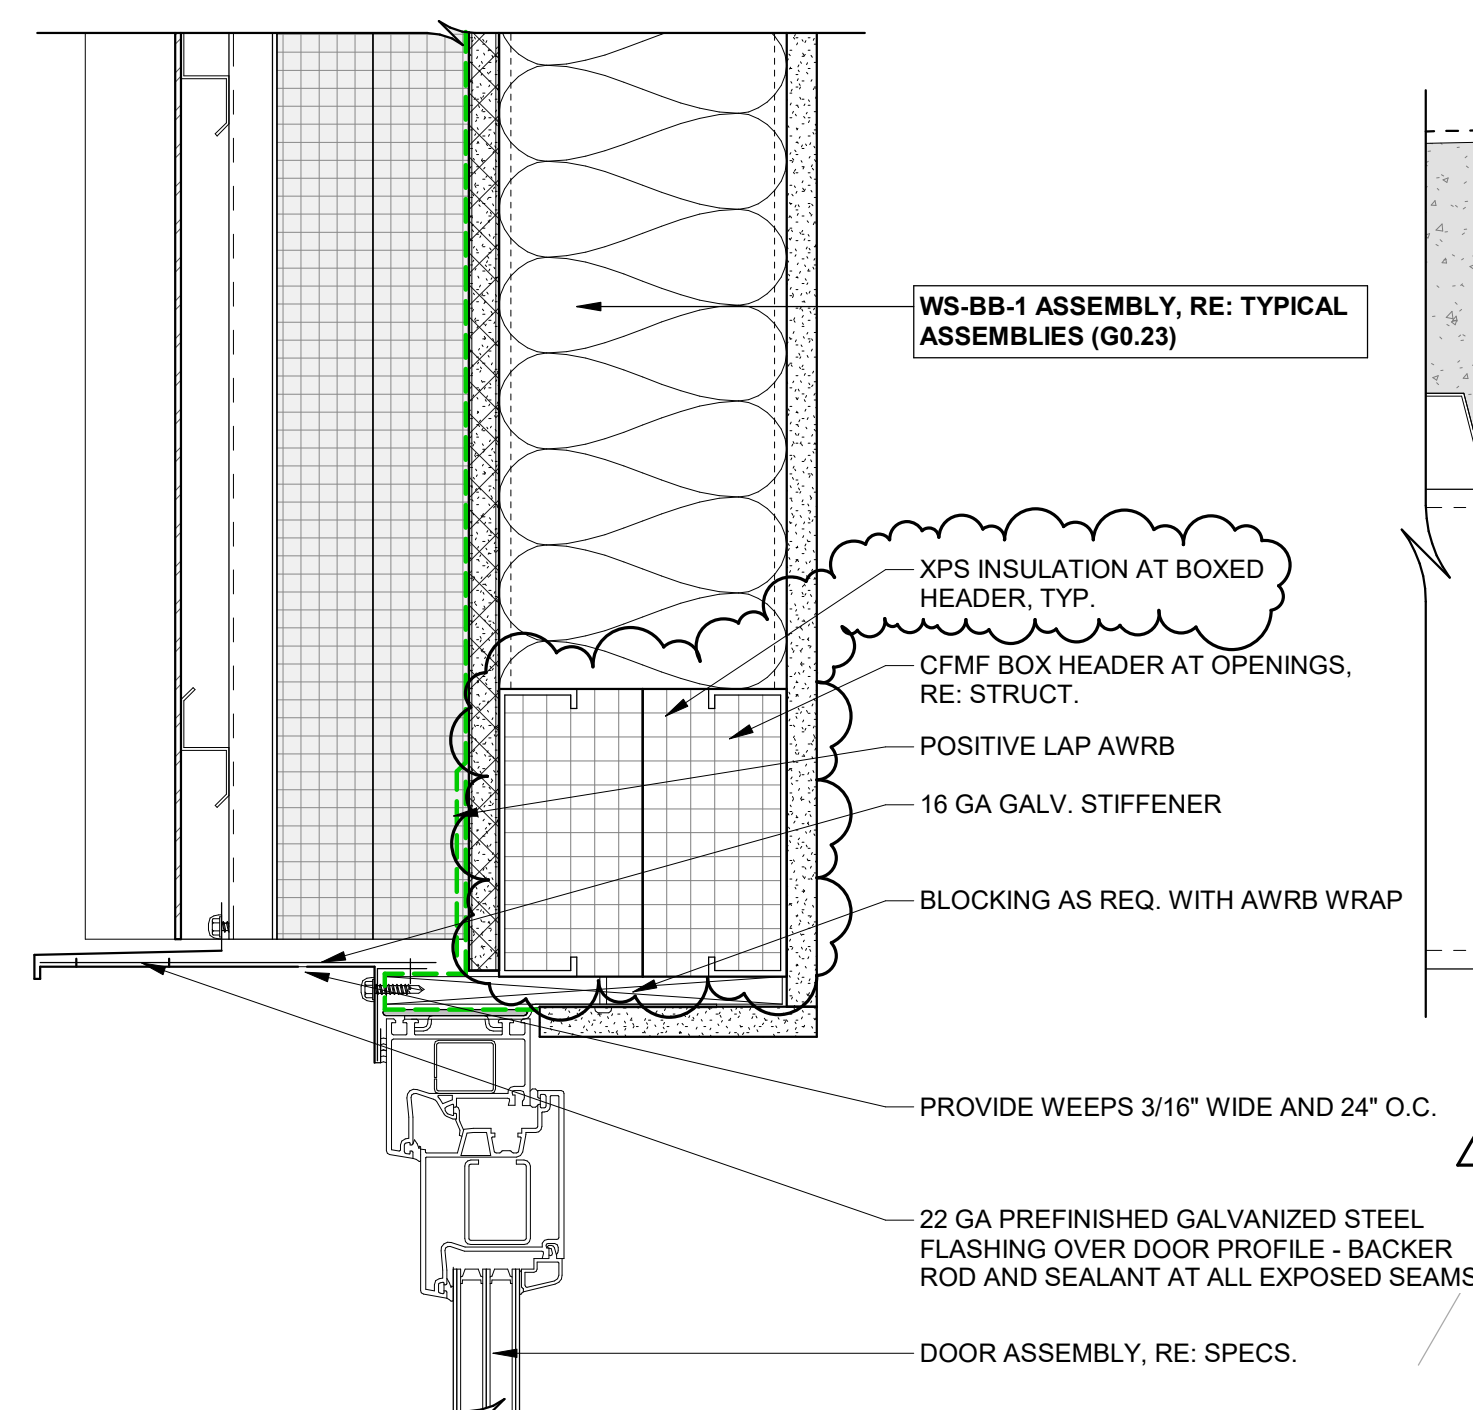 WS-BB-1 ASSEMBLY, RE: TYPICAL
ASSEMBLIES (G0.23)
XPS INSULATION AT BOXED
HEADER, TYP.
CFMF BOX HEADER AT OPENINGS,
RE: STRUCT.
POSITIVE LAP AWRB
16 GA GALV. STIFFENER
BLOCKING AS REQ. WITH AWRB WRAP
PROVIDE WEEPS 3/16" WIDE AND 24" O.C.
22 GA PREFINISHED GALVANIZED STEEL
FLASHING OVER DOOR PROFILE - BACKER
ROD AND SEALANT AT ALL EXPOSED SEAMS
DOOR ASSEMBLY, RE: SPECS.